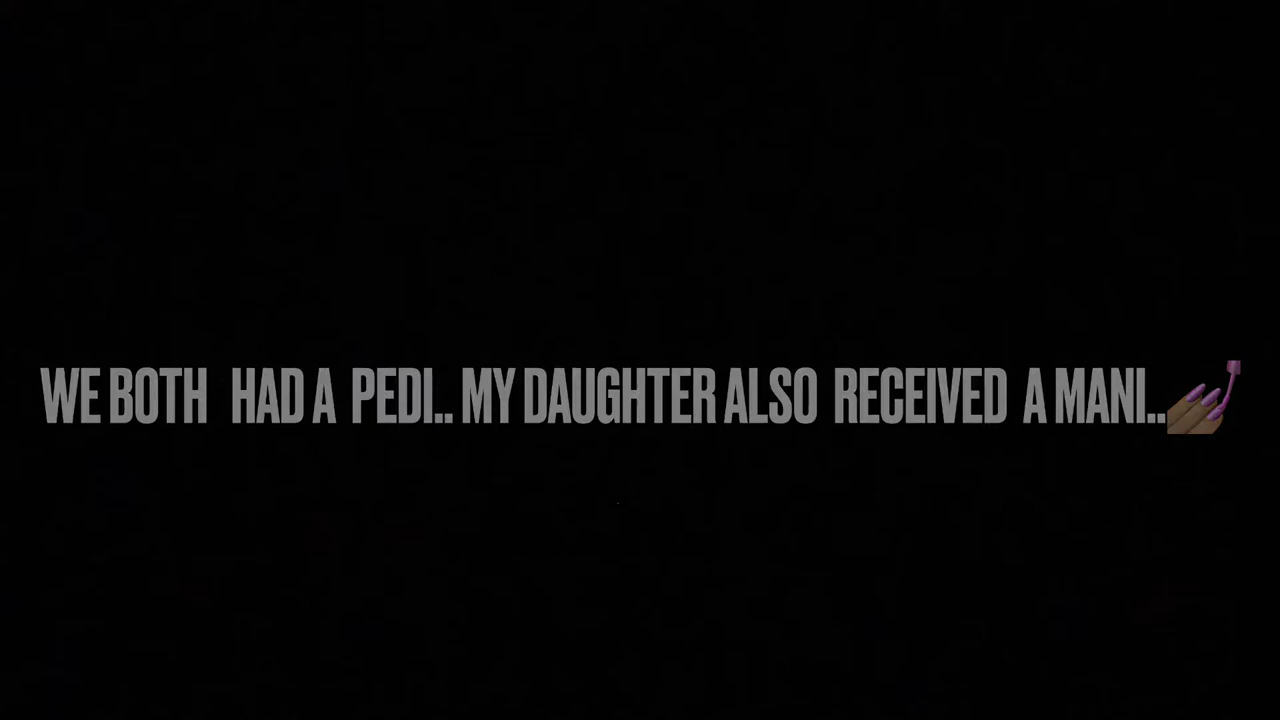 WE BOTH HAD A PEDI.. MY DAUGHTER ALSO RECEIVED A MANI..💅🏽